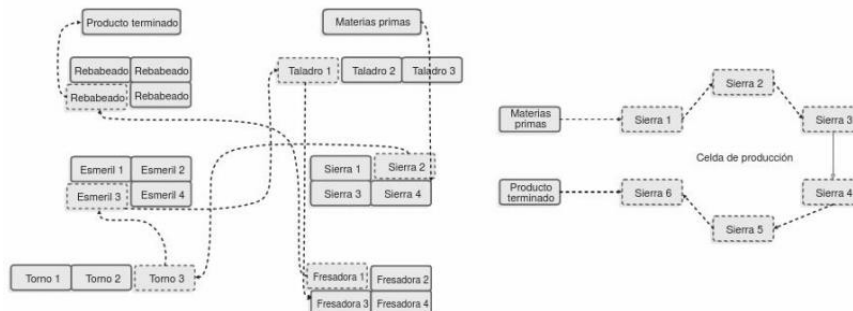 Producto terminado
Materias primas
Rebabeado Rebabeado
Rebabeado Rebabeado
Taladro 1 Taladro 2 Taladro 3
Esmeril 1 Esmeril 2
Esmeril 3 Esmeril 4
Sierra 1 Sierra 2
Sierra 3 Sierra 4
Torno 1 Torno 2 Torno 3
Fresadora 1 Fresadora 2
Fresadora 3 Fresadora 4
Sierra 2
Materias
primas
Sierra 1
Sierra 3
Celda de producción
Producto
terminado
Sierra 6
Sierra 4
Sierra 5